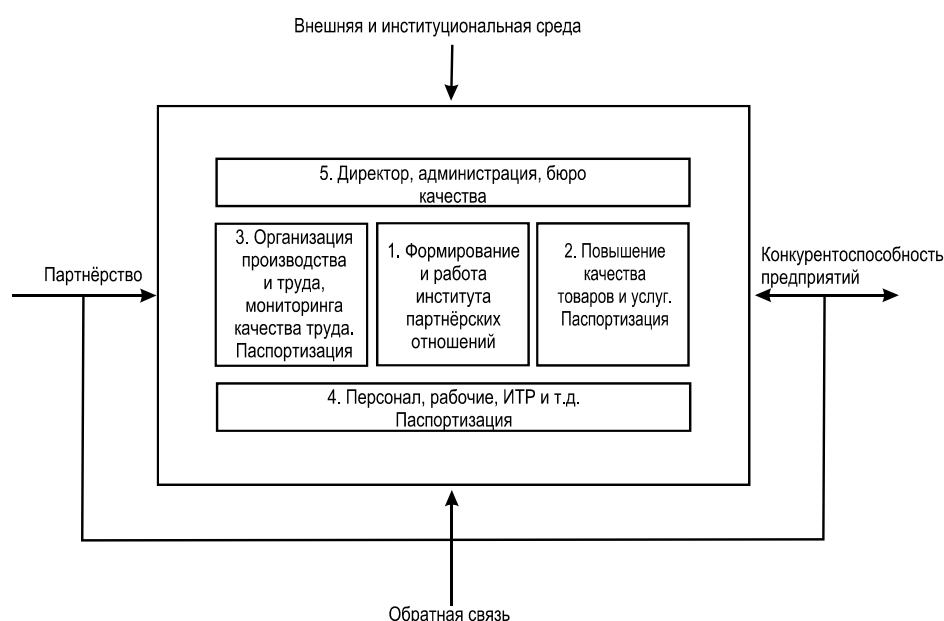 Внешняя и институциональная среда
5. Директор, администрация, бюро
качества
3. Организация
производства
и труда,
мониторинга
качества труда.
Паспортизация
1. Формирование
и работа
института
партнёрских
отношений
2. Повышение
качества
товаров и услуг.
Паспортизация
Партнёрство
Конкурентоспособность
предприятий
4. Персонал, рабочие, ИТР и т.д.
Паспортизация
Обратная связь